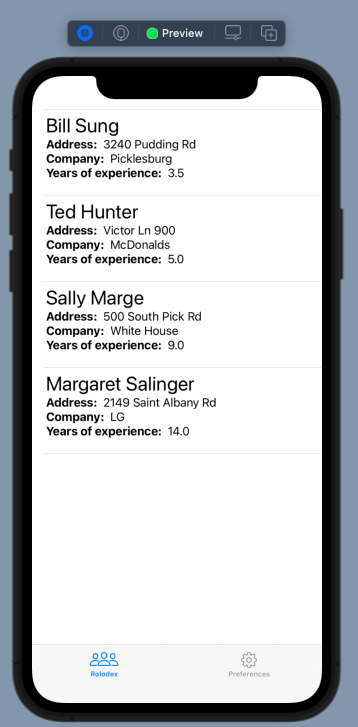 Preview
Bill Sung
Address: 3240 Pudding Rd
Company: Picklesburg
Years of experience: 3.5
Ted Hunter
Address: Victor Ln 900
Company: McDonalds
Years of experience: 5.0
Sally Marge
Address: 500 South Pick Rd
Company: White House
Years of experience: 9.0
Margaret Salinger
Address: 2149 Saint Albany Rd
Company: LG
Years of experience: 14.0
Rolodex Preferences